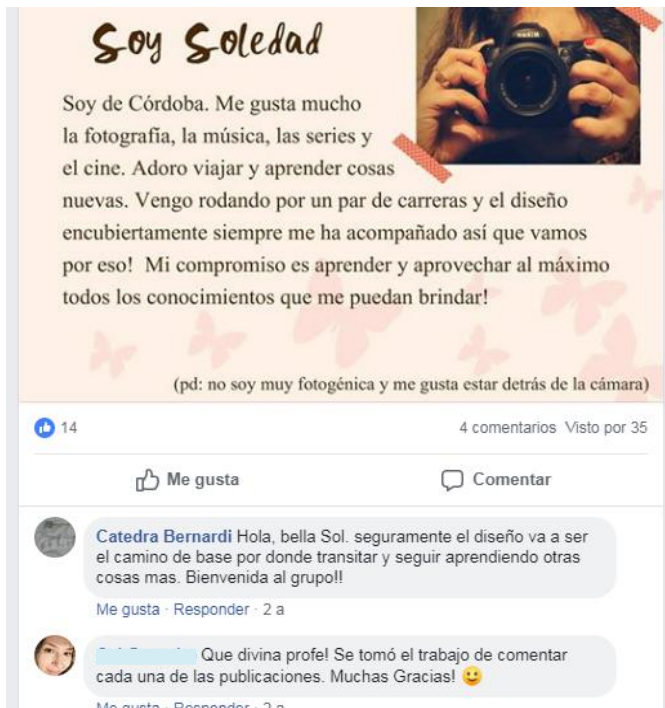 Soy Soledad
Soy de Córdoba. Me gusta mucho
la fotografía, la música, las series y
el cine. Adoro viajar y aprender cosas
nuevas. Vengo rodando por un par de carreras y el diseño
encubiertamente siempre me ha acompañado así que vamos
por eso! Mi compromiso es aprender y aprovechar al máximo
todos los conocimientos que me puedan brindar!
(pd: no soy muy fotogénica y me gusta estar detrás de la cámara)
14
4 comentarios Visto por 35
Me gusta
Comentar
Catedra Bernardi Hola, bella Sol. seguramente el diseño va a ser
el camino de base por donde transitar y seguir aprendiendo otras
cosas mas. Bienvenida al grupo!!
Me gusta · Responder · 2 a
Que divina profe! Se tomó el trabajo de comentar
cada una de las publicaciones. Muchas Gracias! 🙂
Me gusta · Responder · 2 a